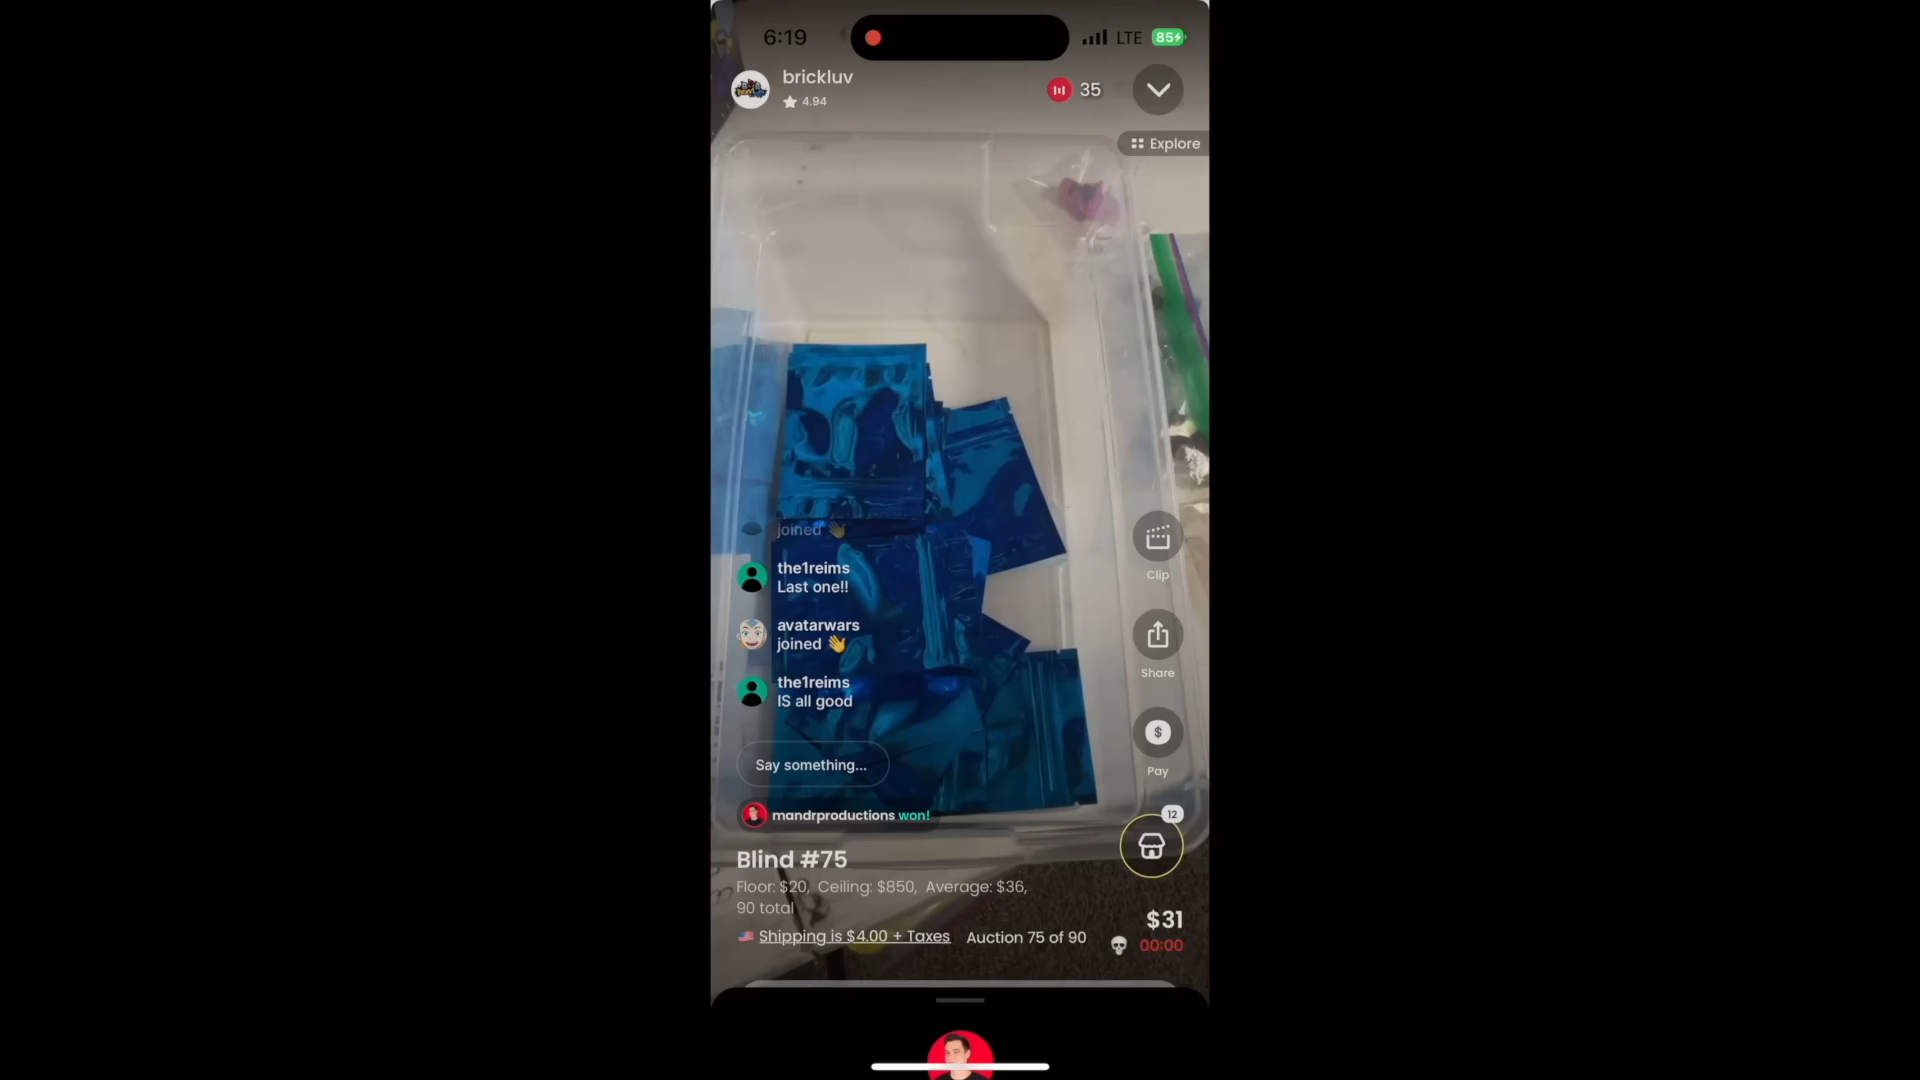 6:19
LTE
85
brickluv
4.94
35
Explore
joined 👋
the1reims
Last one!!
avatarwars
joined 👋
the1reims
IS all good
Clip
Share
Pay
Say something...
mandrproductions won!
12
Blind #75
Floor: $20, Ceiling: $850, Average: $36,
90 total
$31
Shipping is $4.00 + Taxes
Auction 75 of 90
00:00